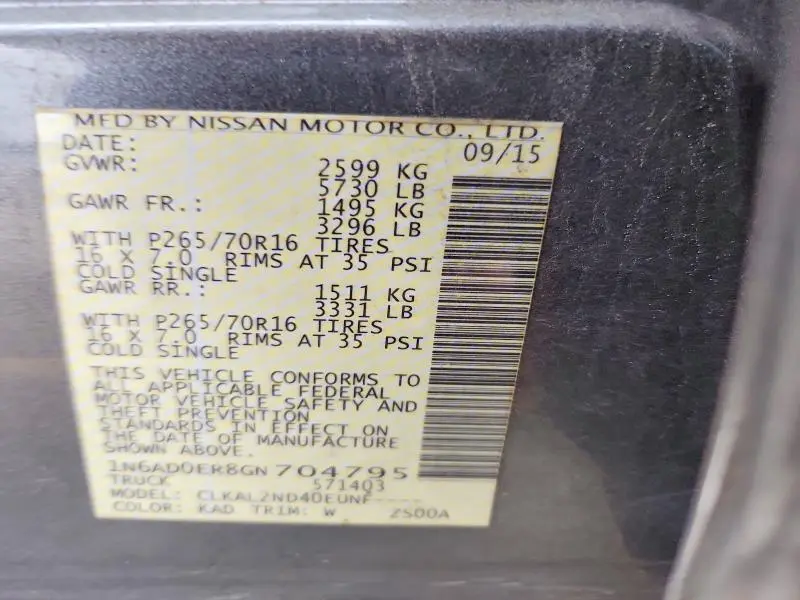 MFD BY NISSAN MOTOR CO., LTD.
DATE: 09/15
GVWR: 2599 KG
5730 LB
GAWR FR.: 1495 KG
3296 LB
WITH P265/70R16 TIRES
16 X 7.0 RIMS AT 35 PSI
COLD SINGLE
GAWR RR.: 1511 KG
3331 LB
WITH P265/70R16 TIRES
16 X 7.0 RIMS AT 35 PSI
COLD SINGLE
THIS VEHICLE CONFORMS TO
ALL APPLICABLE FEDERAL
MOTOR VEHICLE SAFETY AND
THEFT PREVENTION
STANDARDS IN EFFECT ON
THE DATE OF MANUFACTURE
SHOWN ABOVE.
1N6AD0ER8GN704795
TRUCK 571403
MODEL: CLKAL2ND40EUNF----
COLOR: KAD TRIM: W 2500A